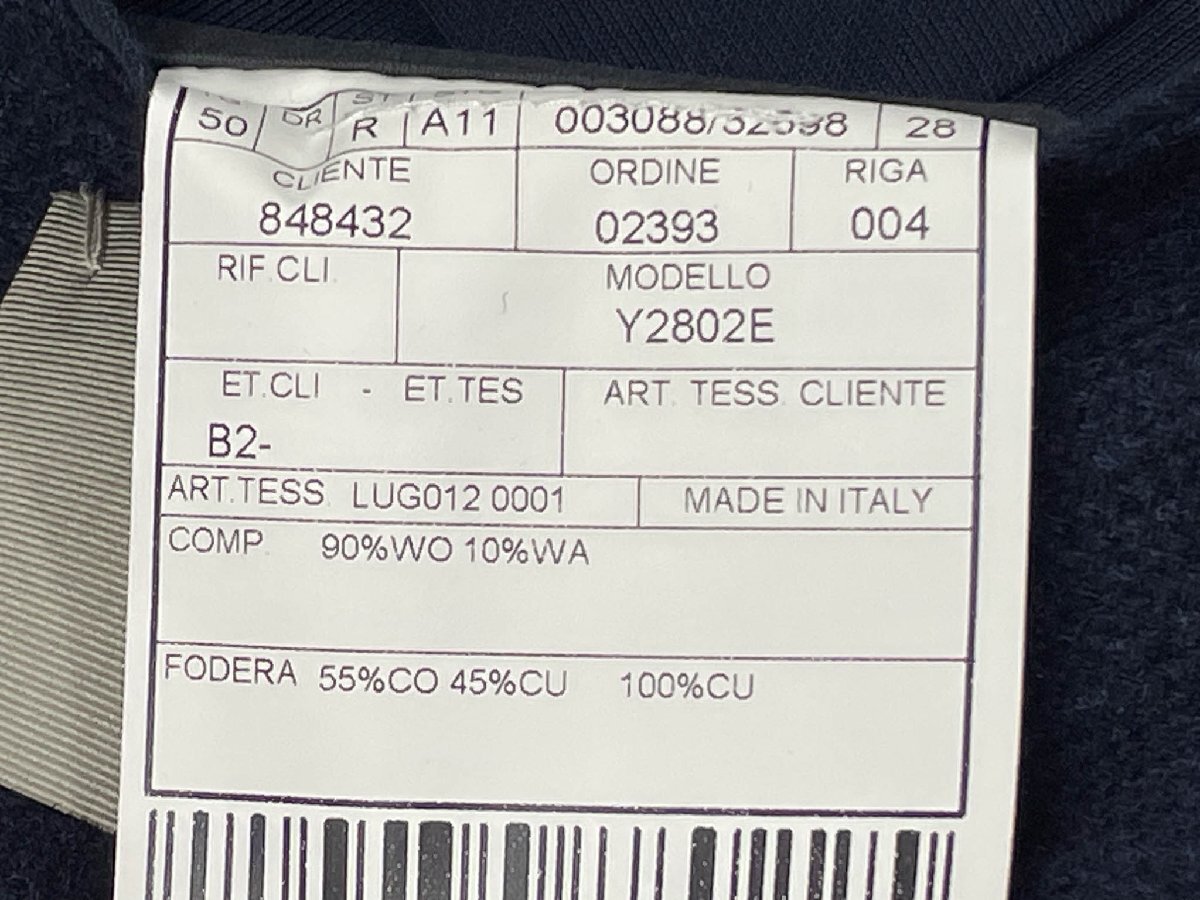 50 DR R A11 003088/32598 28
CLIENTE ORDINE RIGA
848432 02393 004
RIF.CLI. MODELLO
Y2802E
ET.CLI - ET.TES ART. TESS. CLIENTE
B2-
ART.TESS. LUG012 0001 MADE IN ITALY
COMP. 90%WO 10%WA
FODERA 55%CO 45%CU 100%CU